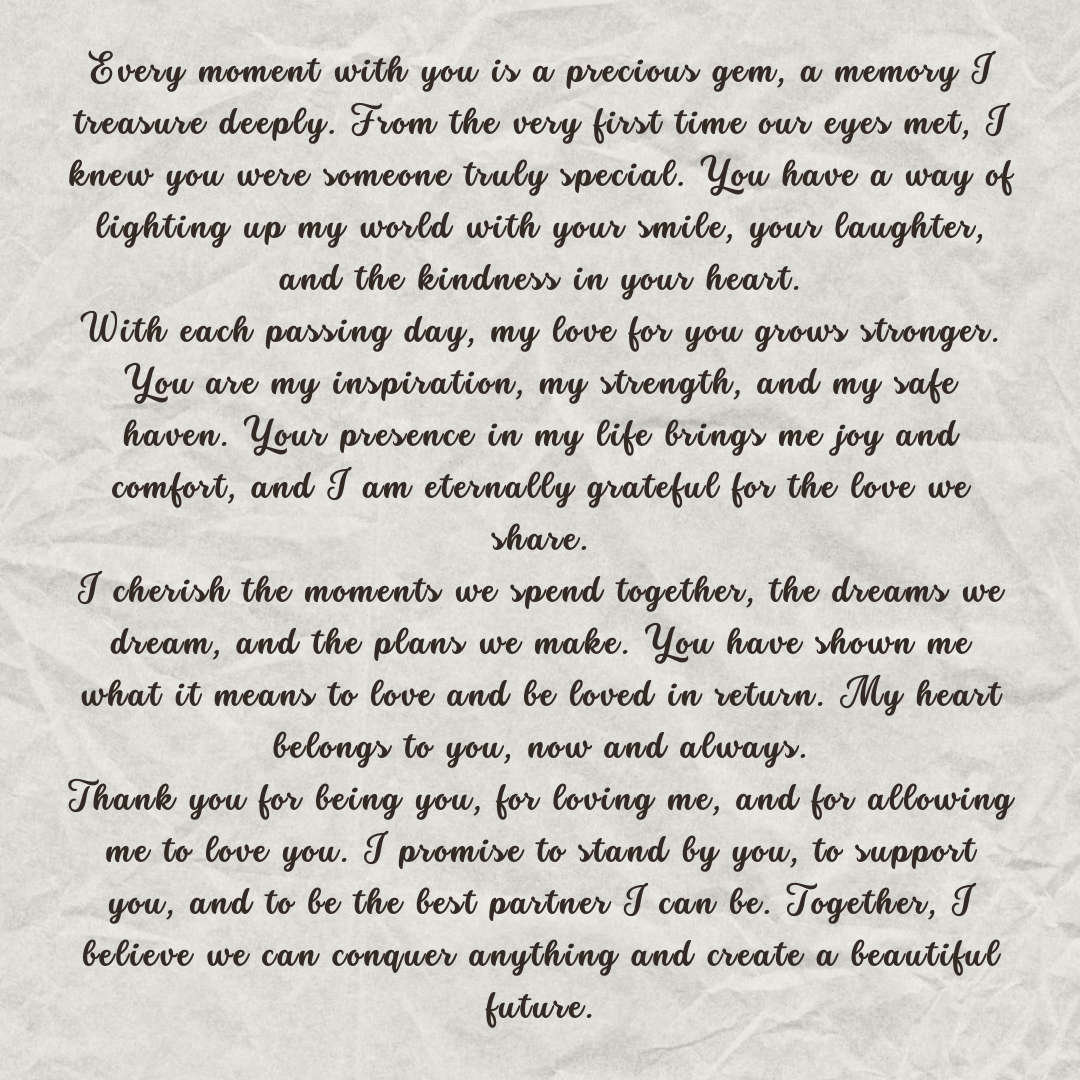 Every moment with you is a precious gem, a memory I
treasure deeply. From the very first time our eyes met, I
knew you were someone truly special. You have a way of
lighting up my world with your smile, your laughter,
and the kindness in your heart.
With each passing day, my love for you grows stronger.
You are my inspiration, my strength, and my safe
haven. Your presence in my life brings me joy and
comfort, and I am eternally grateful for the love we
share.
I cherish the moments we spend together, the dreams we
dream, and the plans we make. You have shown me
what it means to love and be loved in return. My heart
belongs to you, now and always.
Thank you for being you, for loving me, and for allowing
me to love you. I promise to stand by you, to support
you, and to be the best partner I can be. Together, I
believe we can conquer anything and create a beautiful
future.